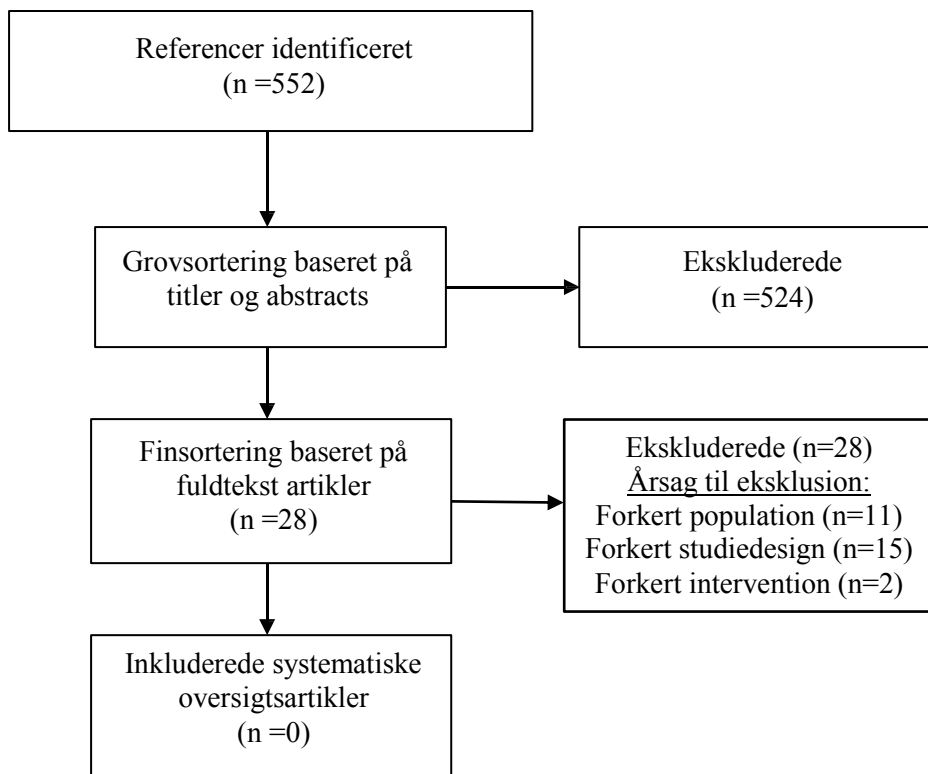 Referencer identificeret
(n =552)
Grovsortering baseret på
titler og abstracts
Ekskluderede
(n =524)
Finsortering baseret på
fuldtekst artikler
(n =28)
Ekskluderede (n=28)
Årsag til eksklusion:
Forkert population (n=11)
Forkert studiedesign (n=15)
Forkert intervention (n=2)
Inkluderede systematiske
oversigtsartikler
(n =0)